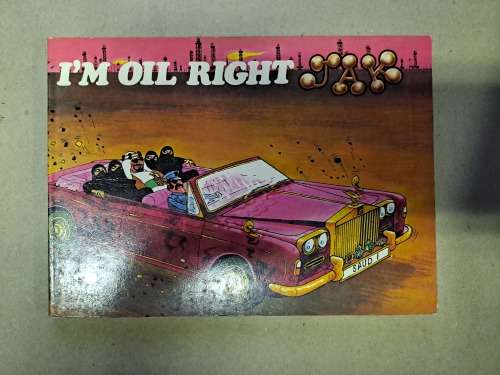 I'M OIL RIGHT JAK
SAUD 1